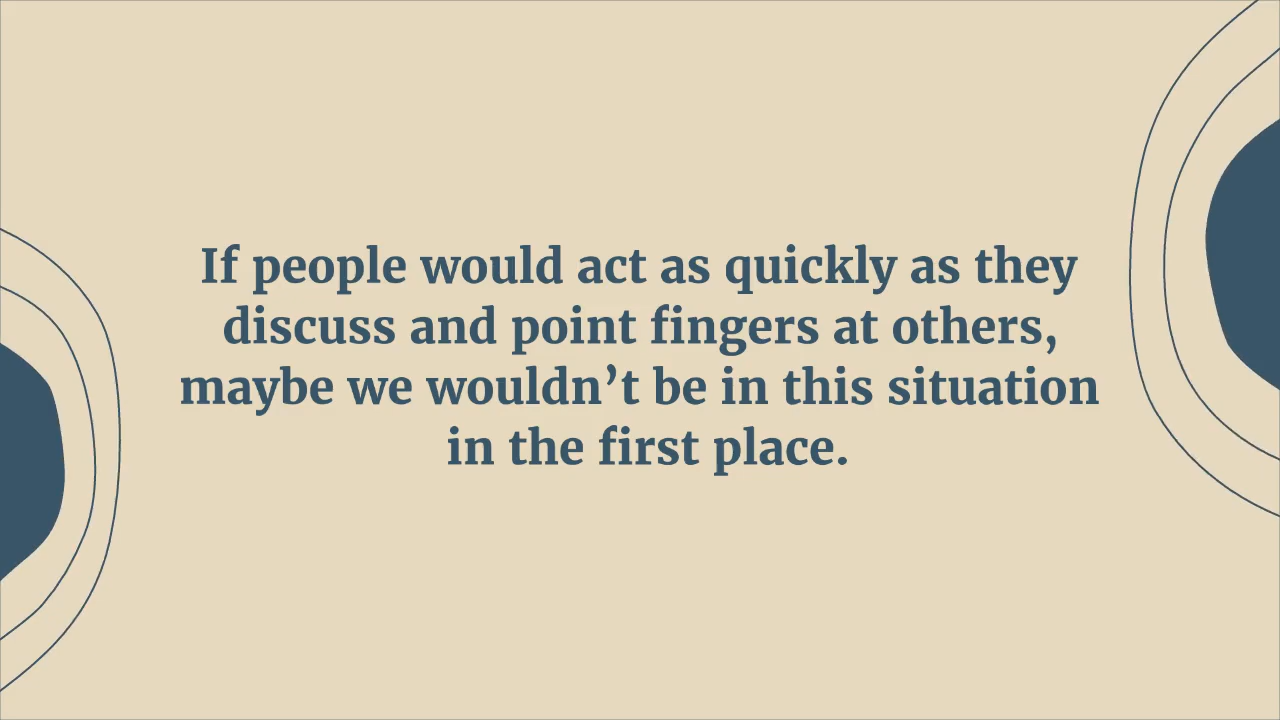 If people would act as quickly as they
discuss and point fingers at others,
maybe we wouldn’t be in this situation
in the first place.